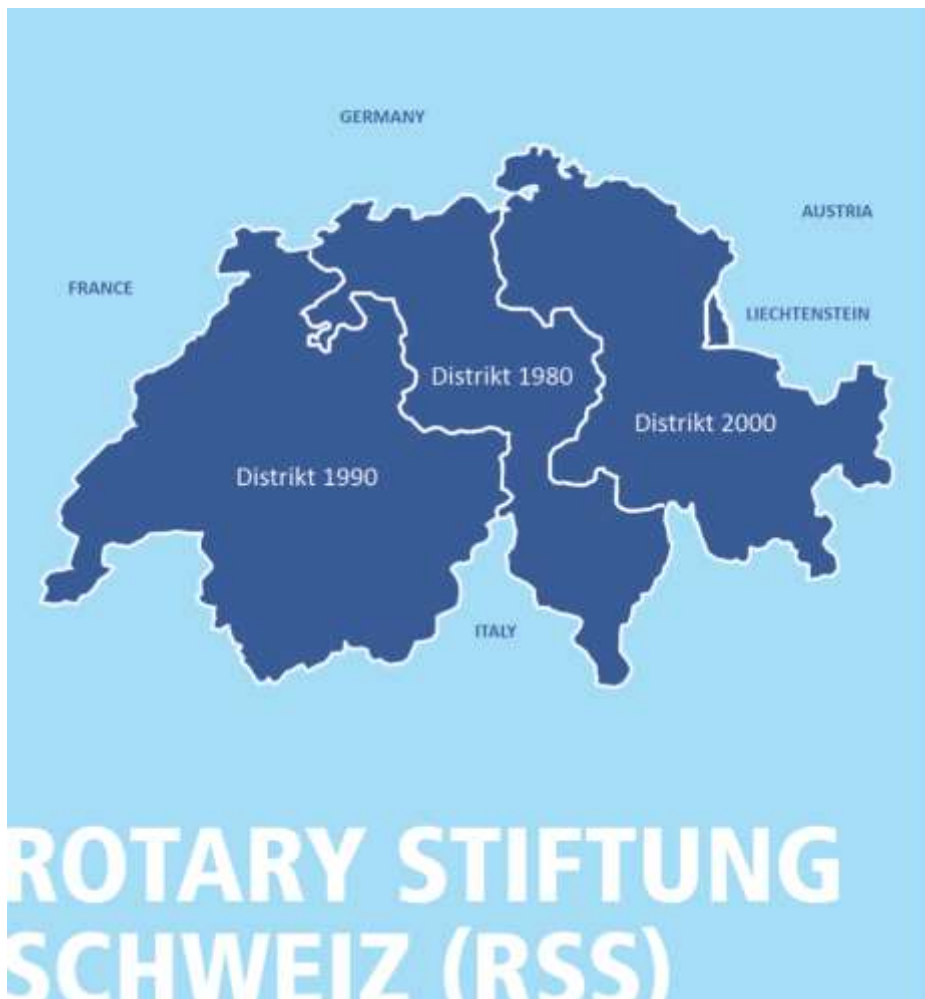 GERMANY
AUSTRIA
FRANCE
LIECHTENSTEIN
Distrikt 1980
Distrikt 2000
Distrikt 1990
ITALY
ROTARY STIFTUNG
SCHWEIZ (RSS)